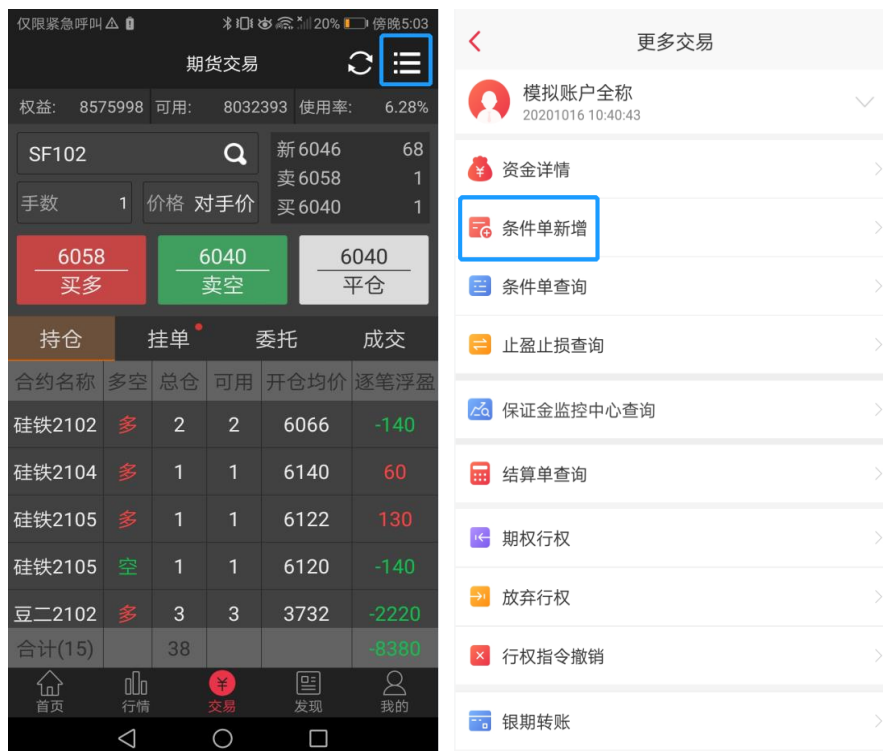 仅限紧急呼叫 20% 傍晚5:03
期货交易
权益: 8575998 可用: 8032393 使用率: 6.28%
SF102
新6046 68
卖6058 1
手数 1 价格 对手价
买6040 1
6058 6040 6040
买多 卖空 平仓
持仓 挂单 委托 成交
合约名称 多空 总仓 可用 开仓均价 逐笔浮盈
硅铁2102 多 2 2 6066 -140
硅铁2104 多 1 1 6140 60
硅铁2105 多 1 1 6122 130
硅铁2105 空 1 1 6120 -140
豆二2102 多 3 3 3732 -2220
合计(15) 38 -8380
首页 行情 交易 发现 我的
更多交易
模拟账户全称
20201016 10:40:43
资金详情
条件单新增
条件单查询
止盈止损查询
保证金监控中心查询
结算单查询
期权行权
放弃行权
行权指令撤销
银期转账